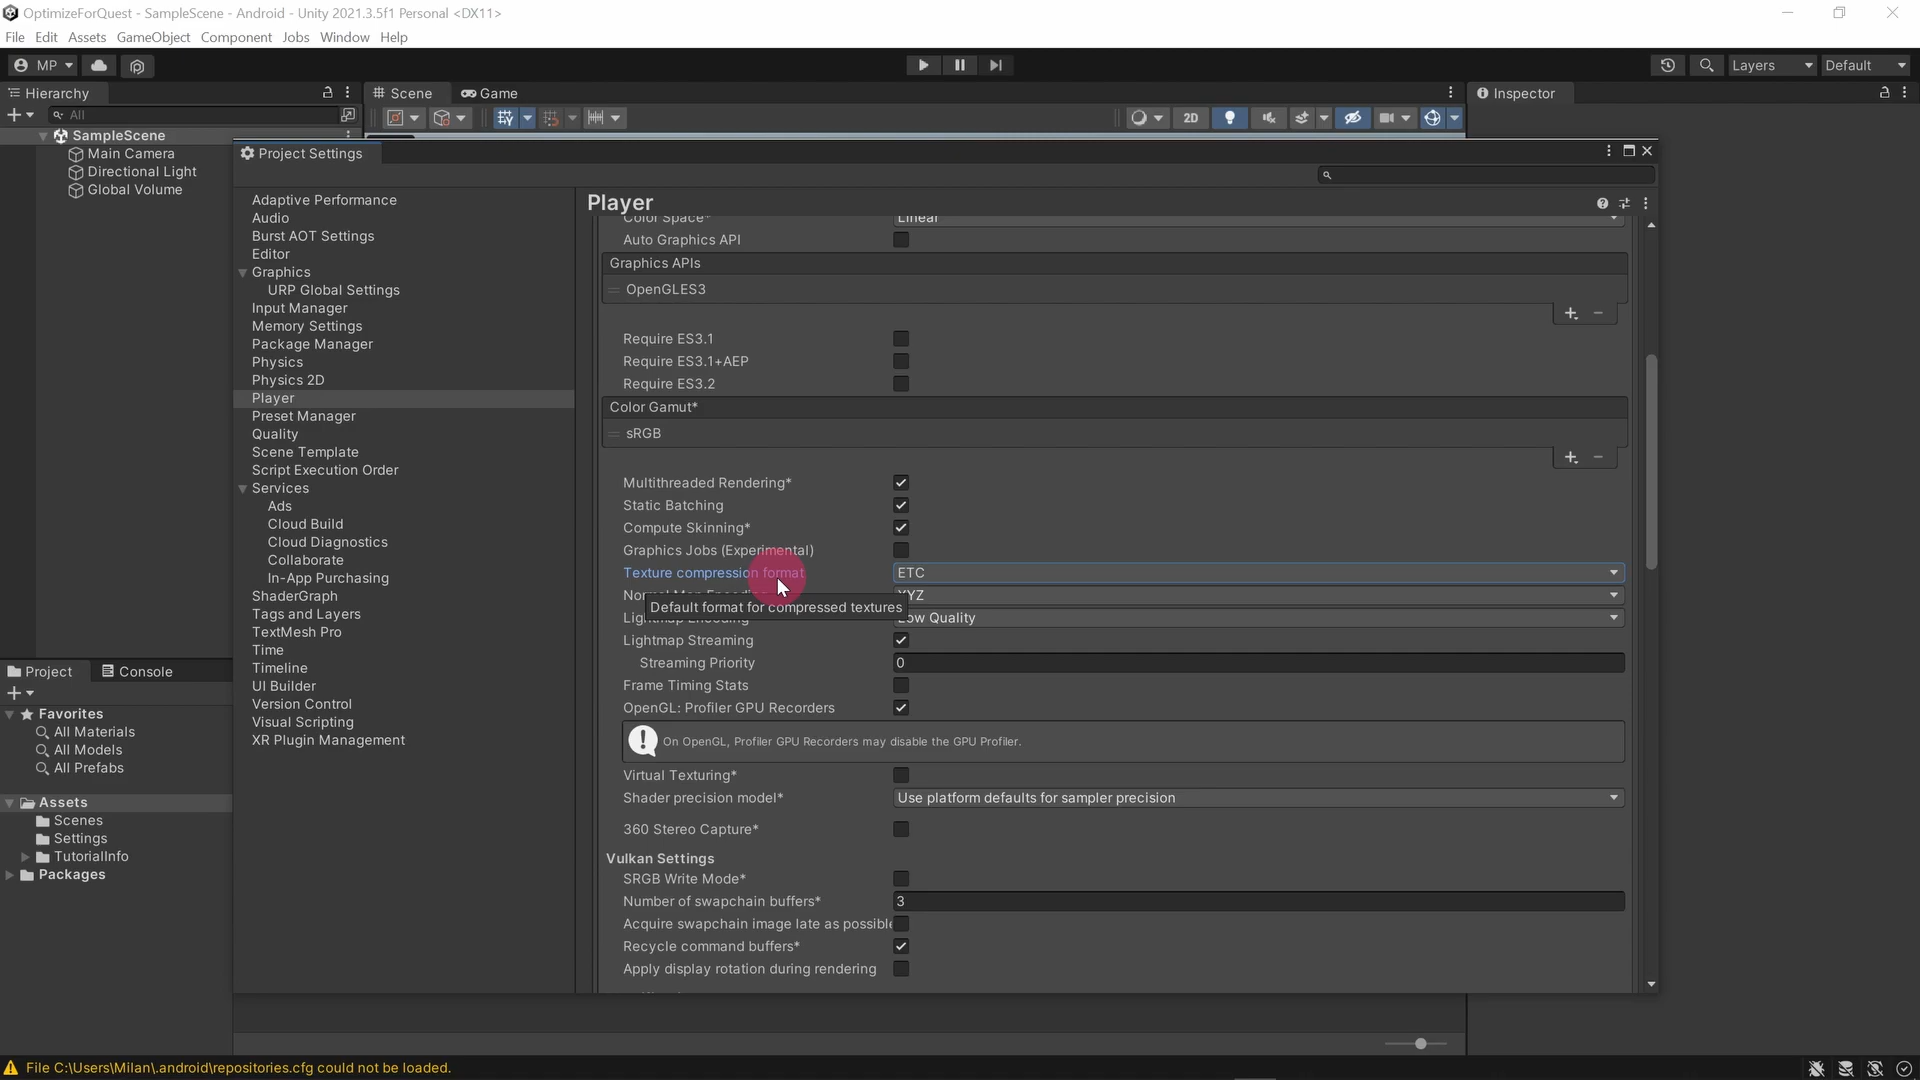 OptimizeForQuest - SampleScene - Android - Unity 2021.3.5f1 Personal <DX11>
File Edit Assets GameObject Component Jobs Window Help
MP Layers Default
Hierarchy Scene Game Inspector
All 2D
SampleScene
Main Camera
Directional Light
Global Volume
Project Settings
Adaptive Performance
Audio
Burst AOT Settings
Editor
Graphics
URP Global Settings
Input Manager
Memory Settings
Package Manager
Physics
Physics 2D
Player
Preset Manager
Quality
Scene Template
Script Execution Order
Services
Ads
Cloud Build
Cloud Diagnostics
Collaborate
In-App Purchasing
ShaderGraph
Tags and Layers
TextMesh Pro
Time
Timeline
UI Builder
Version Control
Visual Scripting
XR Plugin Management
Player
Color Space* Linear
Auto Graphics API
Graphics APIs
OpenGLES3
Require ES3.1
Require ES3.1+AEP
Require ES3.2
Color Gamut*
sRGB
Multithreaded Rendering*
Static Batching
Compute Skinning*
Graphics Jobs (Experimental)
Texture compression format ETC
Normal Map Encoding XYZ
Default format for compressed textures
Lightmap Encoding Low Quality
Lightmap Streaming
Streaming Priority 0
Frame Timing Stats
OpenGL: Profiler GPU Recorders
On OpenGL, Profiler GPU Recorders may disable the GPU Profiler.
Virtual Texturing*
Shader precision model* Use platform defaults for sampler precision
360 Stereo Capture*
Vulkan Settings
SRGB Write Mode*
Number of swapchain buffers* 3
Acquire swapchain image late as possible
Recycle command buffers*
Apply display rotation during rendering
Project Console
Favorites
All Materials
All Models
All Prefabs
Assets
Scenes
Settings
TutorialInfo
Packages
File C:\Users\Milan\.android\repositories.cfg could not be loaded.